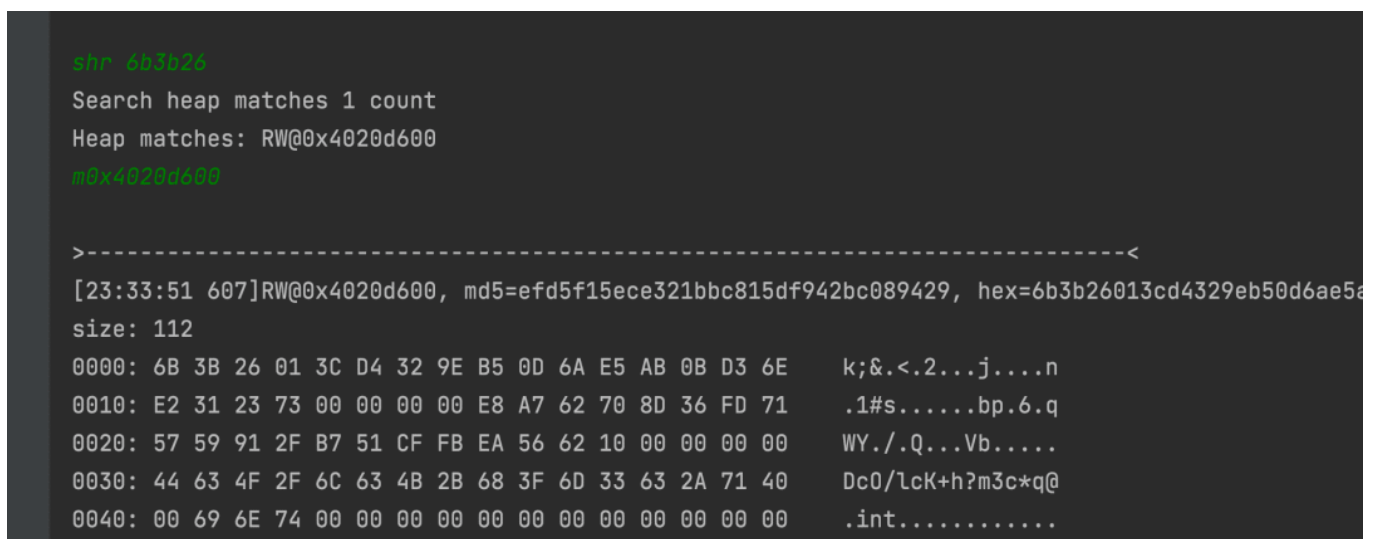 shr 6b3b26
Search heap matches 1 count
Heap matches: RW@0x4020d600
m0x4020d600
>-----------------------------------------------------------------------------<
[23:33:51 607]RW@0x4020d600, md5=efd5f15ece321bbc815df942bc089429, hex=6b3b26013cd4329eb50d6ae5a
size: 112
0000: 6B 3B 26 01 3C D4 32 9E B5 0D 6A E5 AB 0B D3 6E    k;&.<.2...j....n
0010: E2 31 23 73 00 00 00 00 E8 A7 62 70 8D 36 FD 71    .1#s......bp.6.q
0020: 57 59 91 2F B7 51 CF FB EA 56 62 10 00 00 00 00    WY./.Q...Vb.....
0030: 44 63 4F 2F 6C 63 4B 2B 68 3F 6D 33 63 2A 71 40    DcO/lcK+h?m3c*q@
0040: 00 69 6E 74 00 00 00 00 00 00 00 00 00 00 00 00    .int............